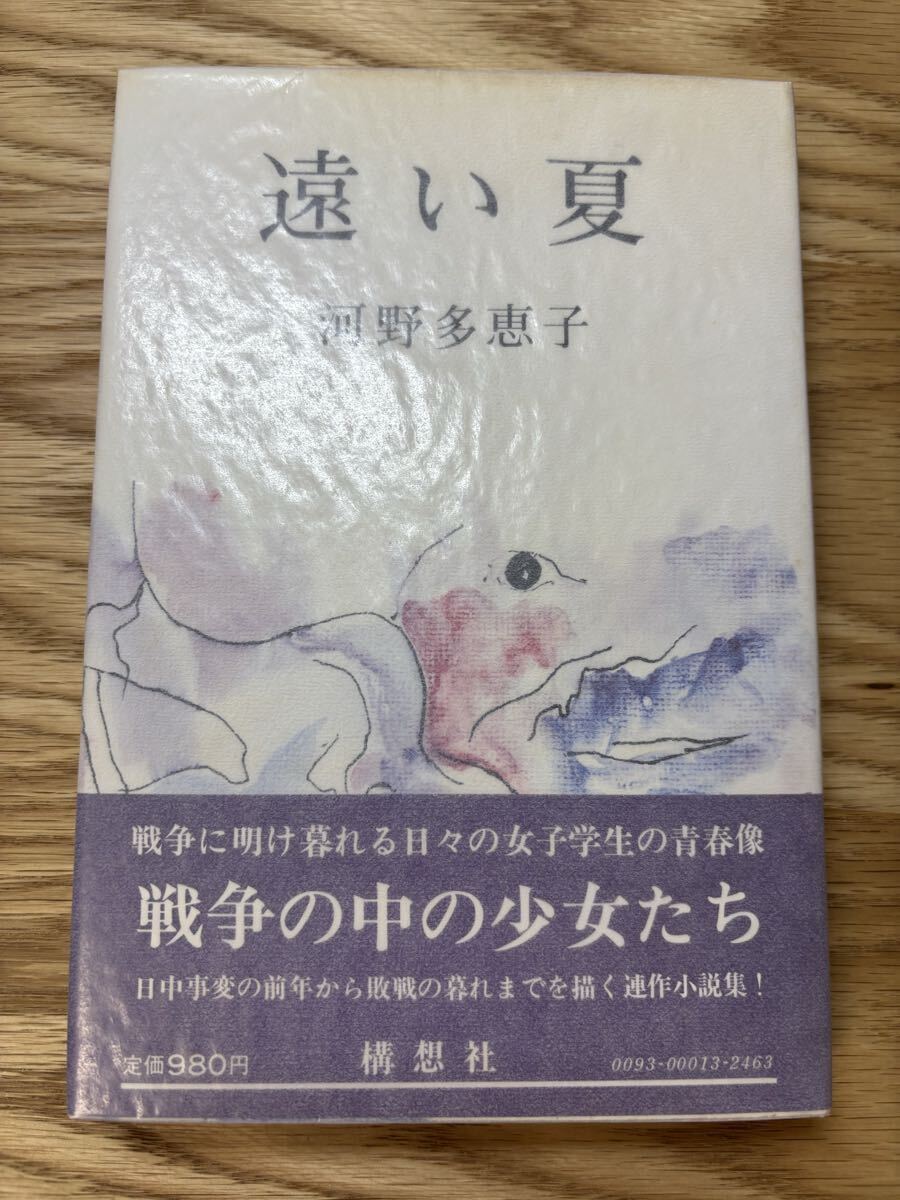 遠い夏
河野多恵子
戦争に明け暮れる日々の女子学生の青春像
戦争の中の少女たち
日中事変の前年から敗戦の暮れまでを描く連作小説集！
定価980円 構想社 0093-00013-2463